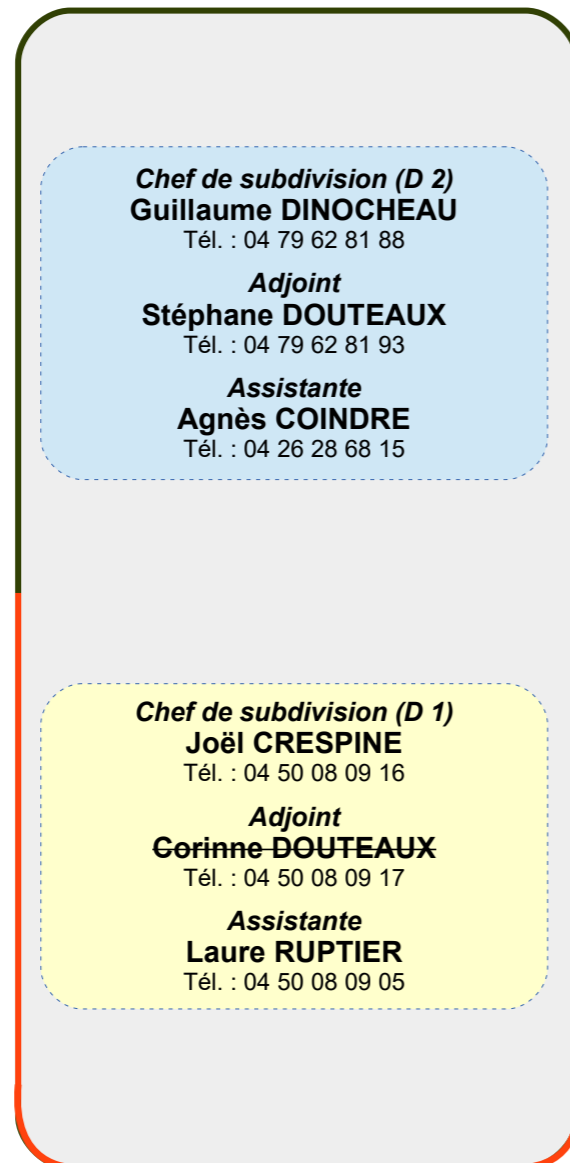 Chef de subdivision (D 2)
Guillaume DINOCHEAU
Tél. : 04 79 62 81 88
Adjoint
Stéphane DOUTEAUX
Tél. : 04 79 62 81 93
Assistante
Agnès COINDRE
Tél. : 04 26 28 68 15
Chef de subdivision (D 1)
Joël CRESPINE
Tél. : 04 50 08 09 16
Adjoint
Corinne DOUTEAUX
Tél. : 04 50 08 09 17
Assistante
Laure RUPTIER
Tél. : 04 50 08 09 05